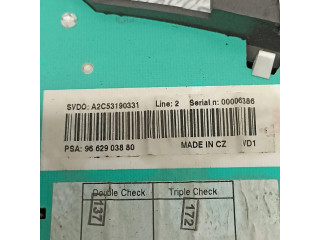 SVDO: A2C53190331 Line: 2 Serial n: 00006386
PSA: 96 629 038 80 MADE IN CZ VD1
Double Check Triple Check
137 172